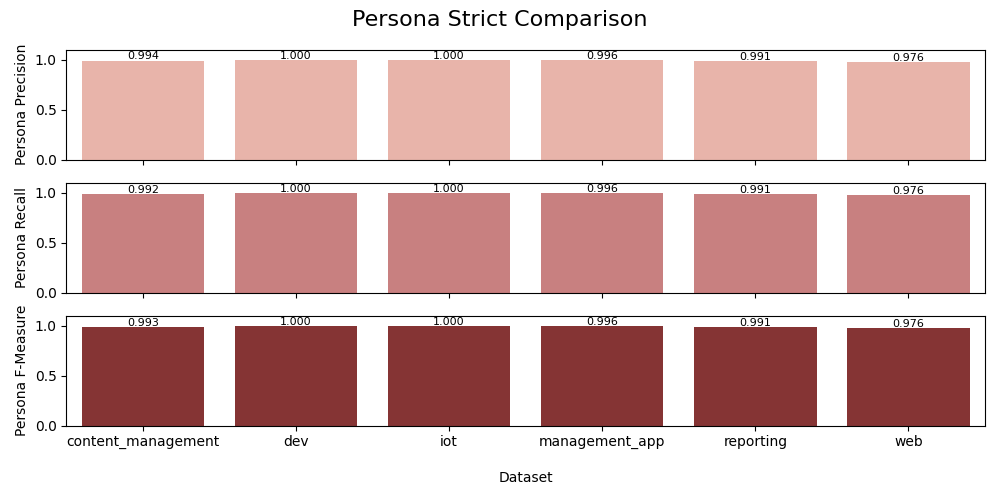 Persona Strict Comparison
Persona Precision
1.0
0.5
0.0
0.994
1.000
1.000
0.996
0.991
0.976
Persona Recall
1.0
0.5
0.0
0.992
1.000
1.000
0.996
0.991
0.976
Persona F-Measure
1.0
0.5
0.0
0.993
1.000
1.000
0.996
0.991
0.976
content_management
dev
iot
management_app
reporting
web
Dataset